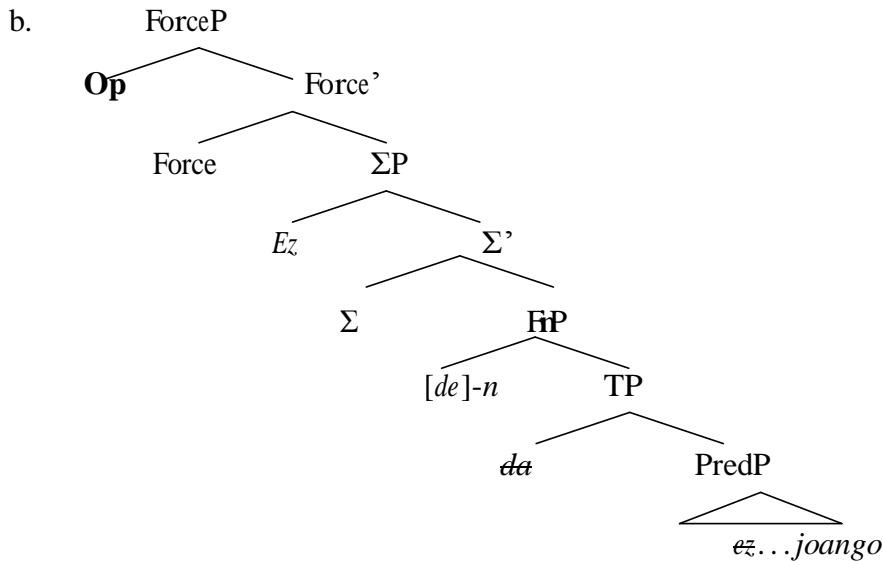 b. ForceP
Op Force’
Force ΣP
Ez Σ’
Σ FinP
[de]-n TP
da PredP
ez…joango